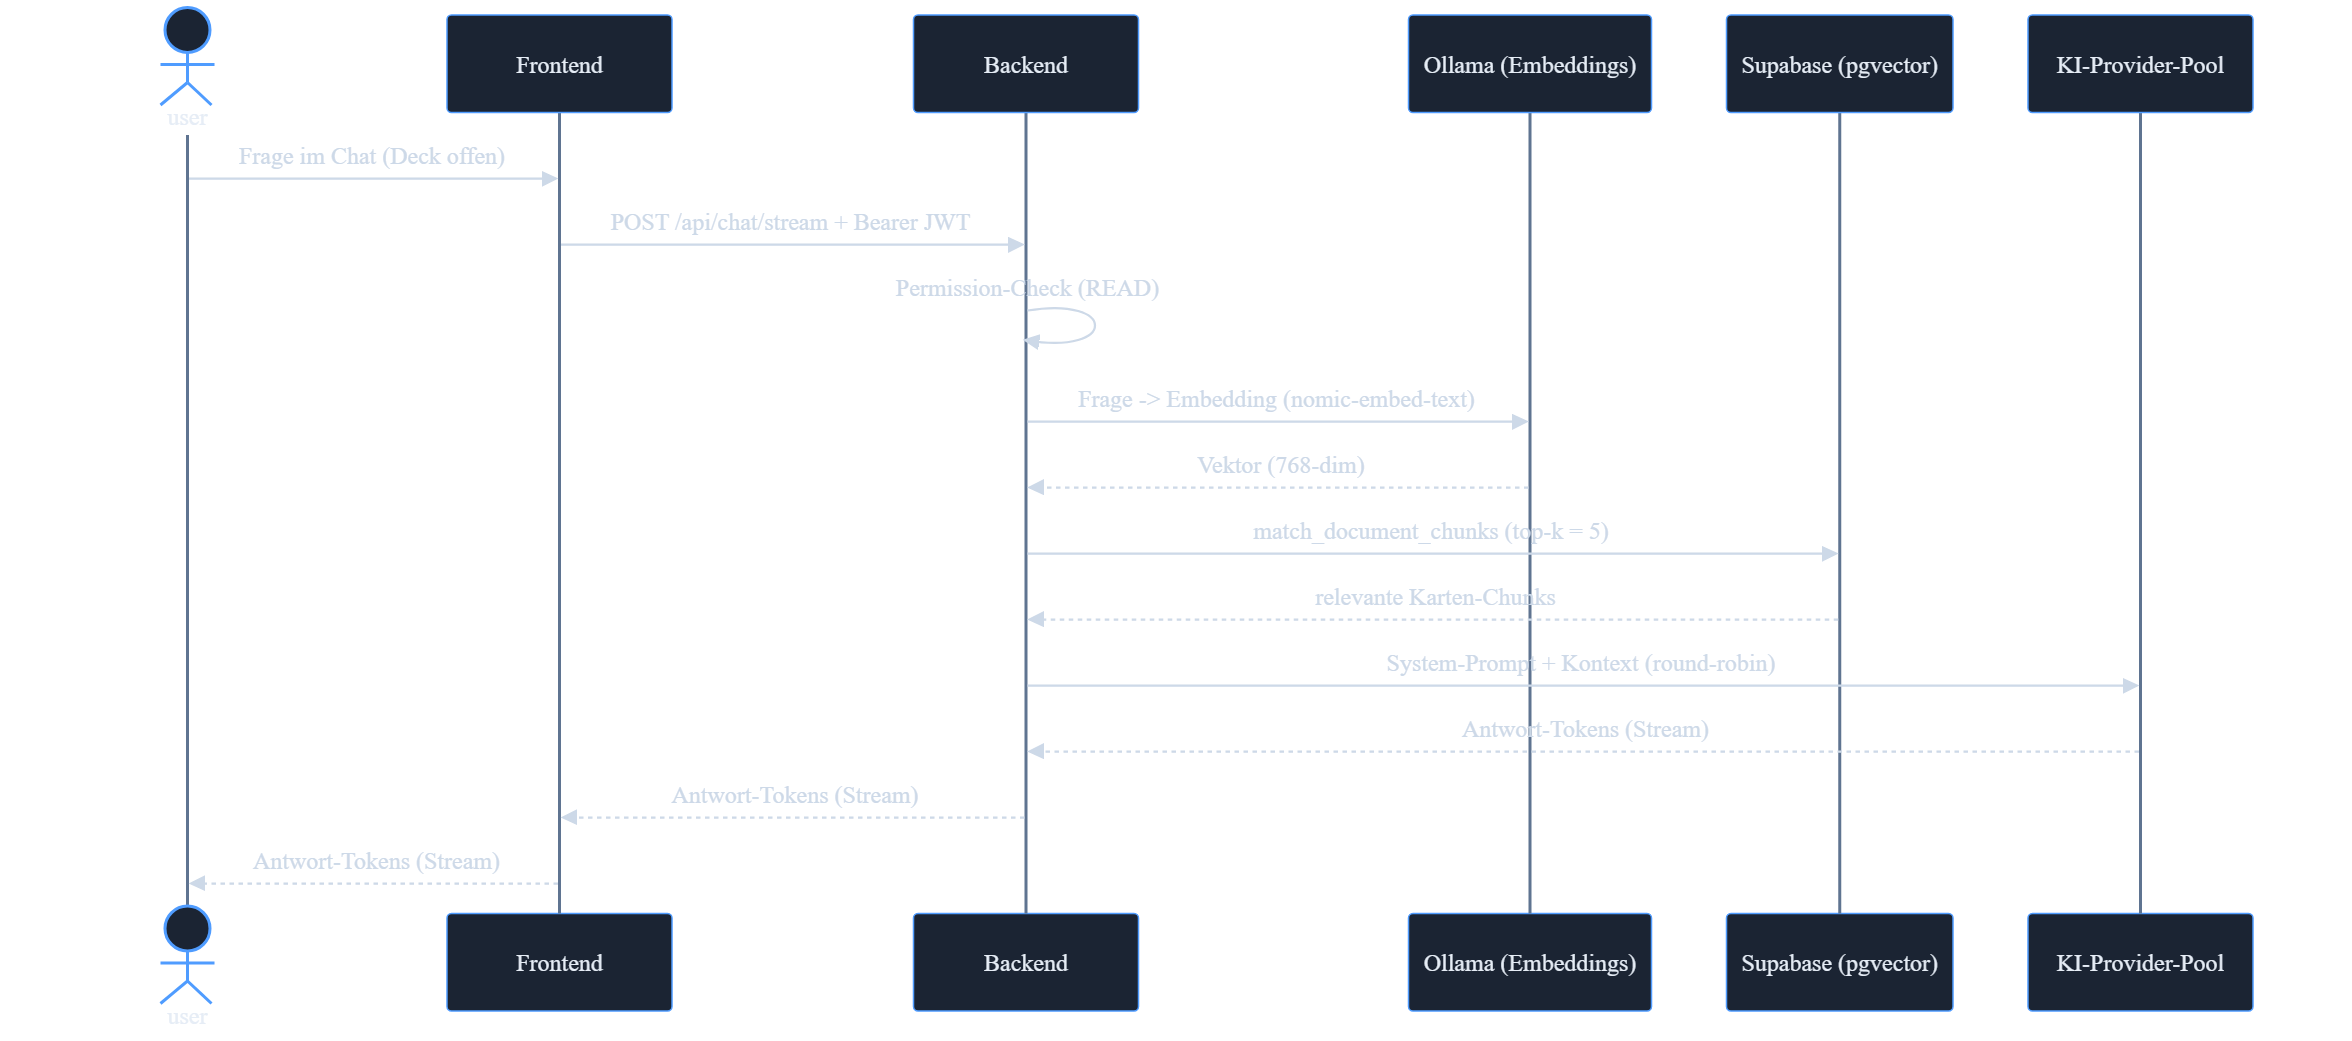 Frontend
Backend
Ollama (Embeddings)
Supabase (pgvector)
KI-Provider-Pool
user
Frage im Chat (Deck offen)
POST /api/chat/stream + Bearer JWT
Permission-Check (READ)
Frage -> Embedding (nomic-embed-text)
Vektor (768-dim)
match_document_chunks (top-k = 5)
relevante Karten-Chunks
System-Prompt + Kontext (round-robin)
Antwort-Tokens (Stream)
Antwort-Tokens (Stream)
Antwort-Tokens (Stream)
Frontend
Backend
Ollama (Embeddings)
Supabase (pgvector)
KI-Provider-Pool
user